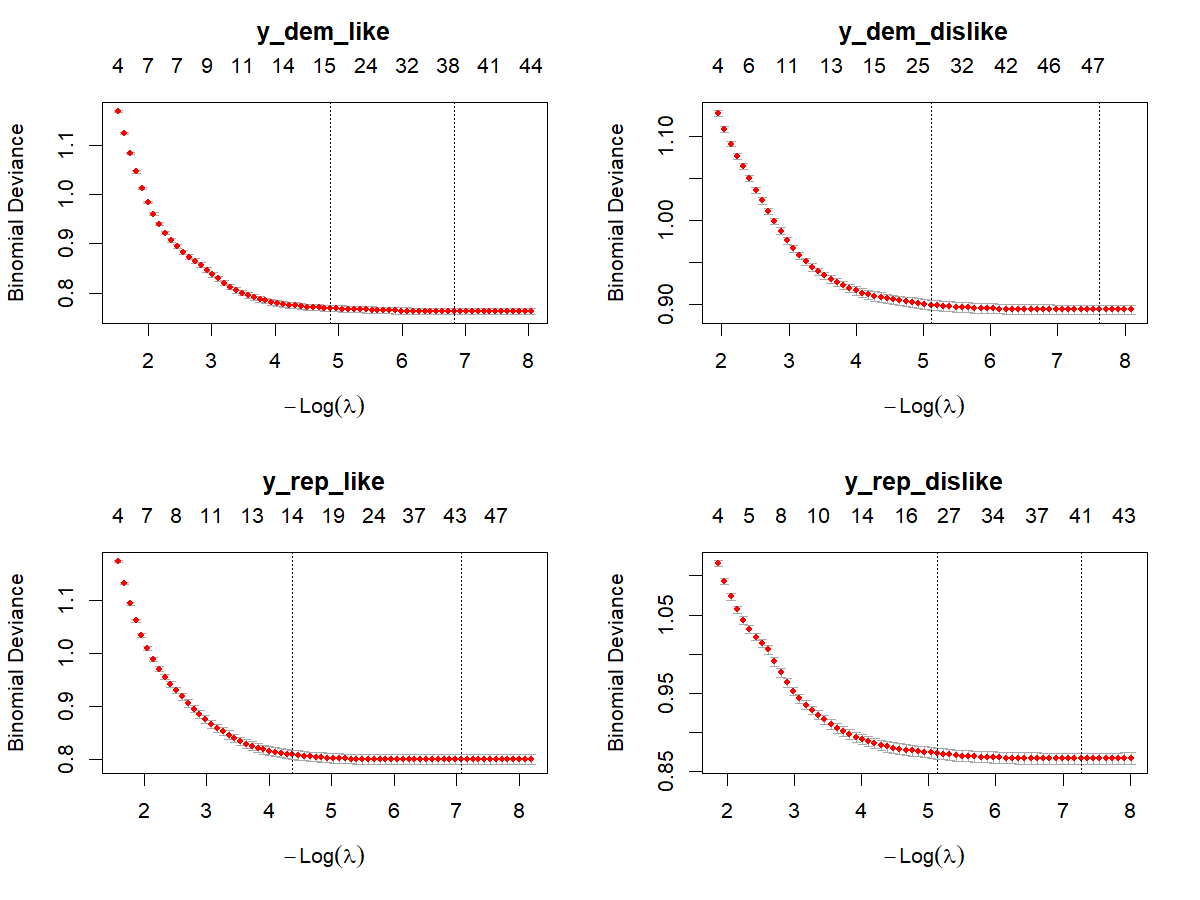 y_dem_like
4 7 7 9 11 14 15 24 32 38 41 44
Binomial Deviance
1.1
1.0
0.9
0.8
2 3 4 5 6 7 8
−Log(λ)
y_dem_dislike
4 6 11 13 15 25 32 42 46 47
Binomial Deviance
1.10
1.00
0.90
2 3 4 5 6 7 8
−Log(λ)
y_rep_like
4 7 8 11 13 14 19 24 37 43 47
Binomial Deviance
1.1
1.0
0.9
0.8
2 3 4 5 6 7 8
−Log(λ)
y_rep_dislike
4 5 8 10 14 16 27 34 37 41 43
Binomial Deviance
1.05
0.95
0.85
2 3 4 5 6 7 8
−Log(λ)